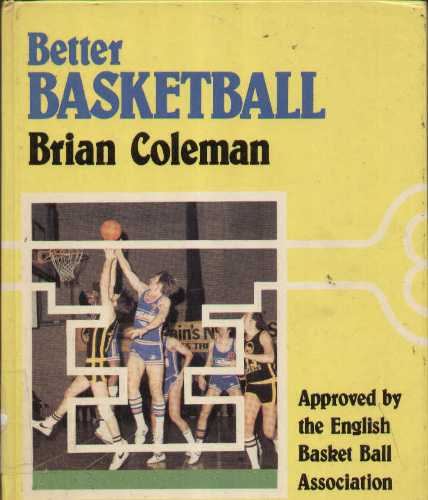 Better
BASKETBALL
Brian Coleman
Approved by
the English
Basket Ball
Association